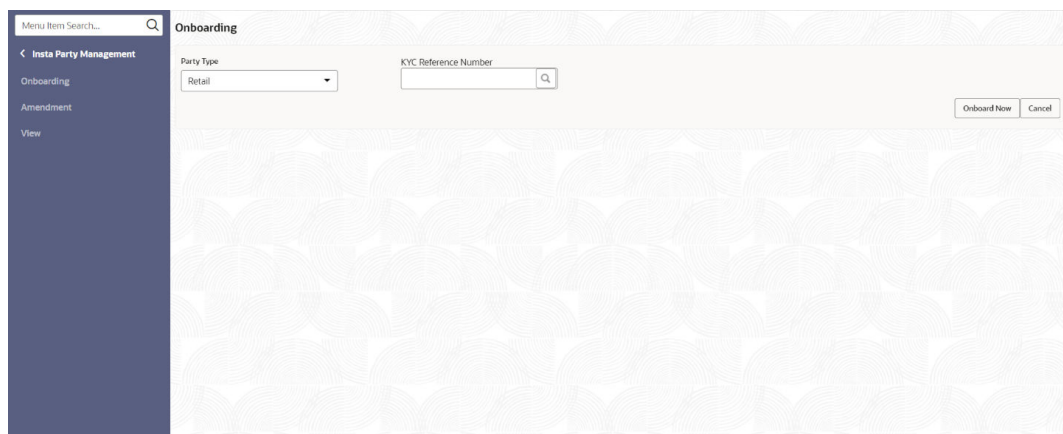 Menu Item Search...
Insta Party Management
Onboarding
Amendment
View
Onboarding
Party Type
KYC Reference Number
Retail
Onboard Now
Cancel